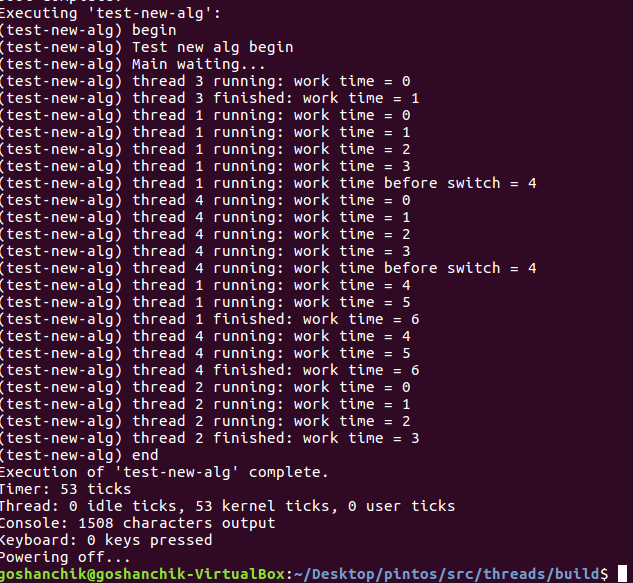 Executing 'test-new-alg':
(test-new-alg) begin
(test-new-alg) Test new alg begin
(test-new-alg) Main waiting...
(test-new-alg) thread 3 running: work time = 0
(test-new-alg) thread 3 finished: work time = 1
(test-new-alg) thread 1 running: work time = 0
(test-new-alg) thread 1 running: work time = 1
(test-new-alg) thread 1 running: work time = 2
(test-new-alg) thread 1 running: work time = 3
(test-new-alg) thread 1 running: work time before switch = 4
(test-new-alg) thread 4 running: work time = 0
(test-new-alg) thread 4 running: work time = 1
(test-new-alg) thread 4 running: work time = 2
(test-new-alg) thread 4 running: work time = 3
(test-new-alg) thread 4 running: work time before switch = 4
(test-new-alg) thread 1 running: work time = 4
(test-new-alg) thread 1 running: work time = 5
(test-new-alg) thread 1 finished: work time = 6
(test-new-alg) thread 4 running: work time = 4
(test-new-alg) thread 4 running: work time = 5
(test-new-alg) thread 4 finished: work time = 6
(test-new-alg) thread 2 running: work time = 0
(test-new-alg) thread 2 running: work time = 1
(test-new-alg) thread 2 running: work time = 2
(test-new-alg) thread 2 finished: work time = 3
(test-new-alg) end
Execution of 'test-new-alg' complete.
Timer: 53 ticks
Thread: 0 idle ticks, 53 kernel ticks, 0 user ticks
Console: 1508 characters output
Keyboard: 0 keys pressed
Powering off...
goshanchik@goshanchik-VirtualBox:~/Desktop/pintos/src/threads/build$